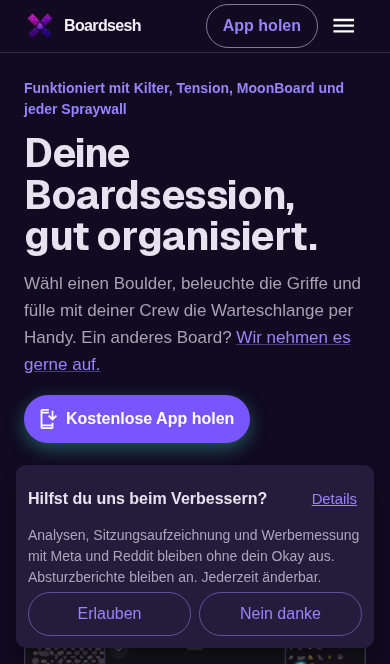 Boardsesh
App holen
Funktioniert mit Kilter, Tension, MoonBoard und
jeder Spraywall
Deine
Boardsession,
gut organisiert.
Wähl einen Boulder, beleuchte die Griffe und
fülle mit deiner Crew die Warteschlange per
Handy. Ein anderes Board? Wir nehmen es
gerne auf.
Kostenlose App holen
Hilfst du uns beim Verbessern?
Details
Analysen, Sitzungsaufzeichnung und Werbemessung
mit Meta und Reddit bleiben ohne dein Okay aus.
Absturzberichte bleiben an. Jederzeit änderbar.
Erlauben
Nein danke